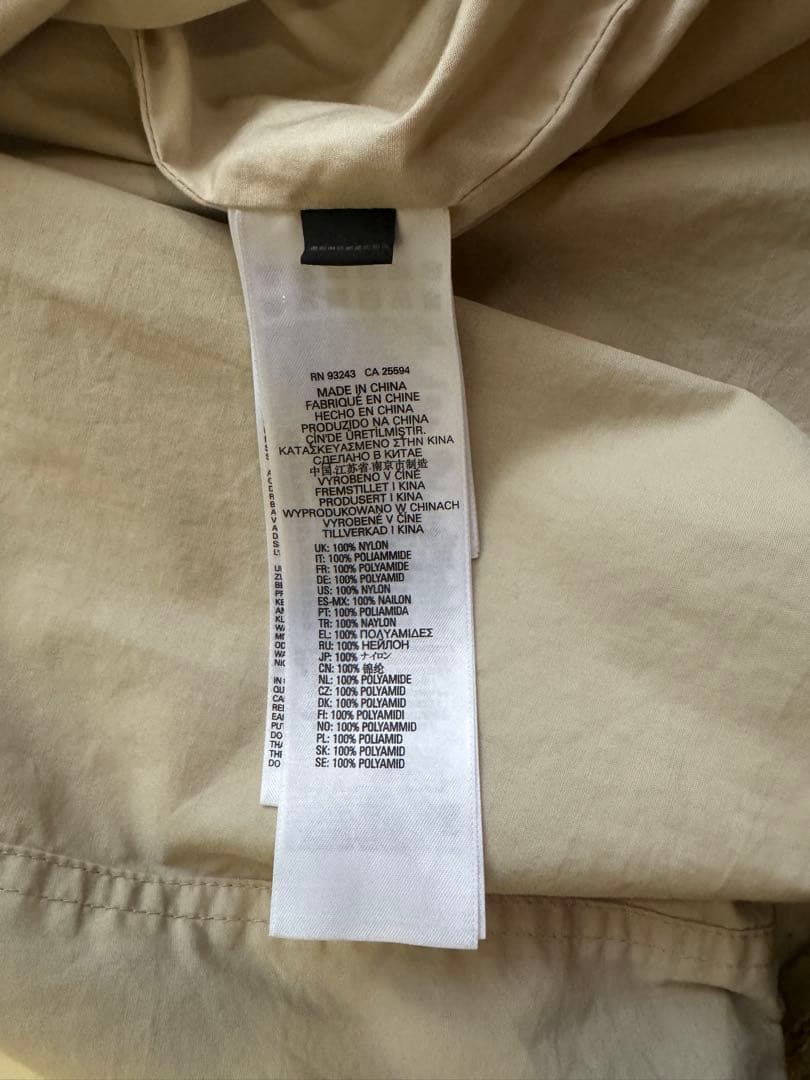 RN 93243 CA 25594
MADE IN CHINA
FABRIQUÉ EN CHINE
HECHO EN CHINA
PRODUZIDO NA CHINA
ÇİN'DE ÜRETİLMİŞTİR.
ΚΑΤΑΣΚΕΥΑΣΜΕΝΟ ΣΤΗΝ ΚΙΝΑ
СДЕЛАНО В КИТАЕ
中国.江苏省.南京市制造
VYROBENO V ČÍNĚ
FREMSTILLET I KINA
PRODUSERT I KINA
WYPRODUKOWANO W CHINACH
VYROBENÉ V ČÍNE
TILLVERKAD I KINA
UK: 100% NYLON
IT: 100% POLIAMMIDE
FR: 100% POLYAMIDE
DE: 100% POLYAMID
US: 100% NYLON
ES-MX: 100% NAILON
PT: 100% POLIAMIDA
TR: 100% NAYLON
EL: 100% ΠΟΛΥΑΜΙΔΕΣ
RU: 100% НЕЙЛОН
JP: 100% ナイロン
CN: 100% 锦纶
NL: 100% POLYAMIDE
CZ: 100% POLYAMID
DK: 100% POLYAMID
FI: 100% POLYAMIDI
NO: 100% POLYAMMID
PL: 100% POLIAMID
SK: 100% POLYAMID
SE: 100% POLYAMID